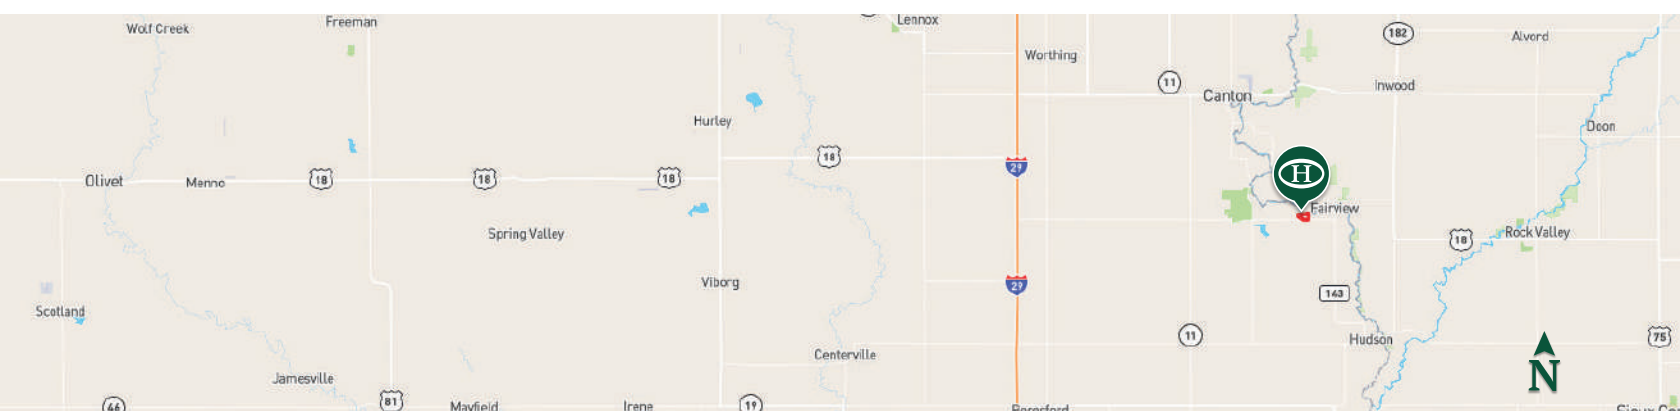 Lennox
Freeman
Wolf Creek
182
Alvord
Worthing
11
Inwood
Canton
Hurley
Doon
18
29
H
Olivet
Menno
18
18
18
Fairview
Spring Valley
Rock Valley
18
Viborg
29
143
Scotland
11
Hudson
75
Centerville
Jamesville
N
81
46
Mayfield
Irene
19
Beresford